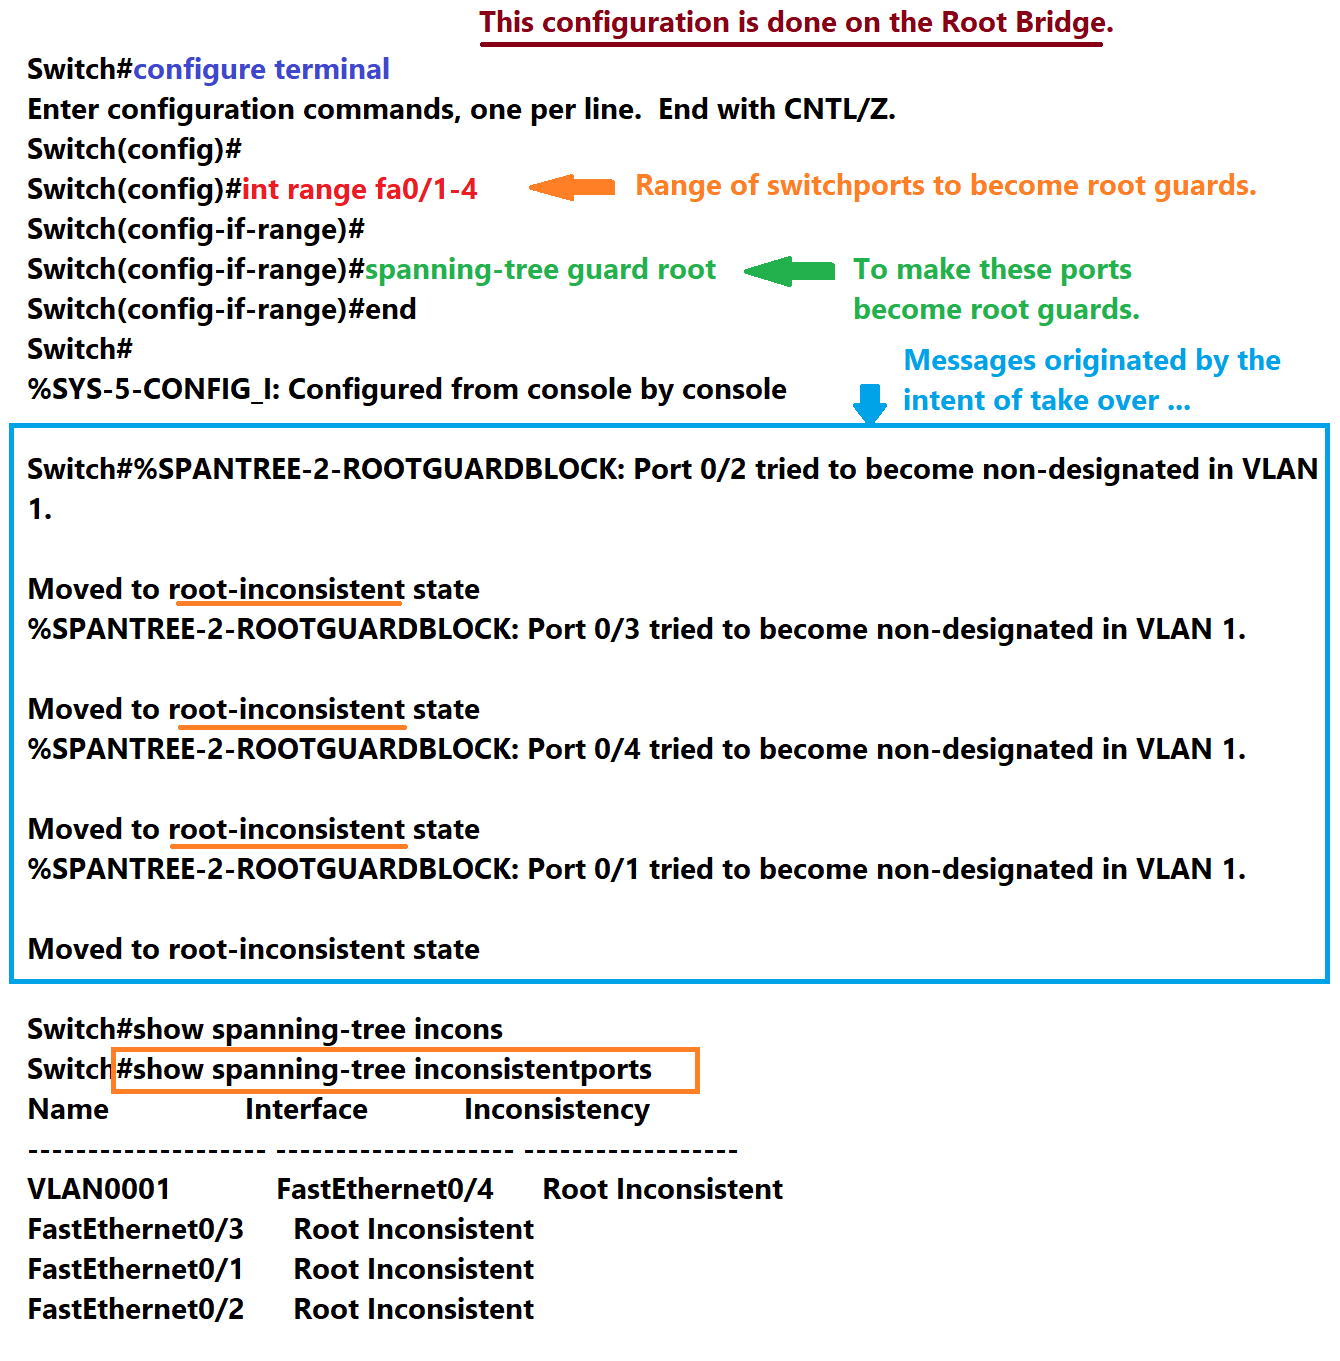 This configuration is done on the Root Bridge.
Switch#configure terminal
Enter configuration commands, one per line.  End with CNTL/Z.
Switch(config)#
Switch(config)#int range fa0/1-4
Range of switchports to become root guards.
Switch(config-if-range)#
Switch(config-if-range)#spanning-tree guard root
To make these ports
become root guards.
Switch(config-if-range)#end
Switch#
%SYS-5-CONFIG_I: Configured from console by console
Messages originated by the
intent of take over ...
Switch#%SPANTREE-2-ROOTGUARDBLOCK: Port 0/2 tried to become non-designated in VLAN
1.
Moved to root-inconsistent state
%SPANTREE-2-ROOTGUARDBLOCK: Port 0/3 tried to become non-designated in VLAN 1.
Moved to root-inconsistent state
%SPANTREE-2-ROOTGUARDBLOCK: Port 0/4 tried to become non-designated in VLAN 1.
Moved to root-inconsistent state
%SPANTREE-2-ROOTGUARDBLOCK: Port 0/1 tried to become non-designated in VLAN 1.
Moved to root-inconsistent state
Switch#show spanning-tree incons
Switch#show spanning-tree inconsistentports
Name Interface Inconsistency
-------------------- -------------------- ------------------
VLAN0001 FastEthernet0/4 Root Inconsistent
FastEthernet0/3 Root Inconsistent
FastEthernet0/1 Root Inconsistent
FastEthernet0/2 Root Inconsistent